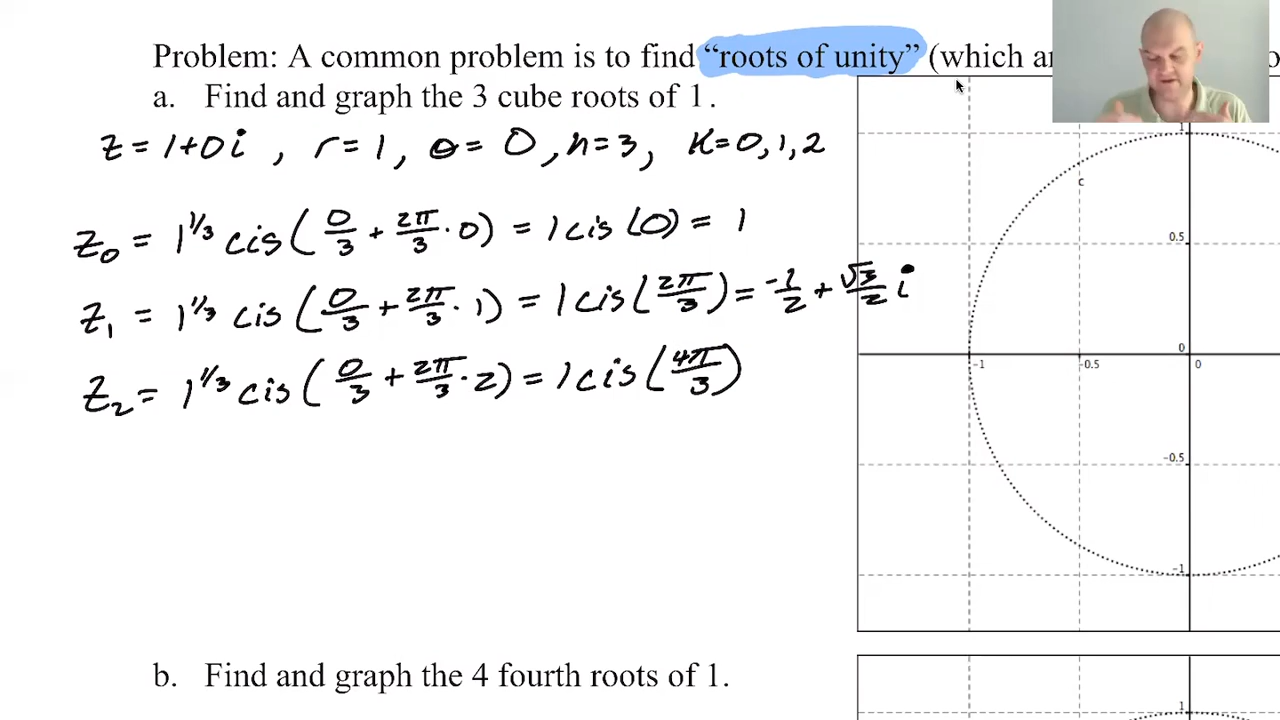 Problem: A common problem is to find “roots of unity” (which
a. Find and graph the 3 cube roots of 1.
z = 1+0i , r = 1, θ = 0, n=3, K=0,1,2
z₀ = 1^1/3 cis(0/3 + 2π/3 · 0) = 1 cis(0) = 1
z₁ = 1^1/3 cis(0/3 + 2π/3 · 1) = 1 cis(2π/3) = -1/2 + √3/2 i
z₂ = 1^1/3 cis(0/3 + 2π/3 · 2) = 1 cis(4π/3)
1
c
0.5
0
-1 -0.5 0
-0.5
-1
b. Find and graph the 4 fourth roots of 1.
1